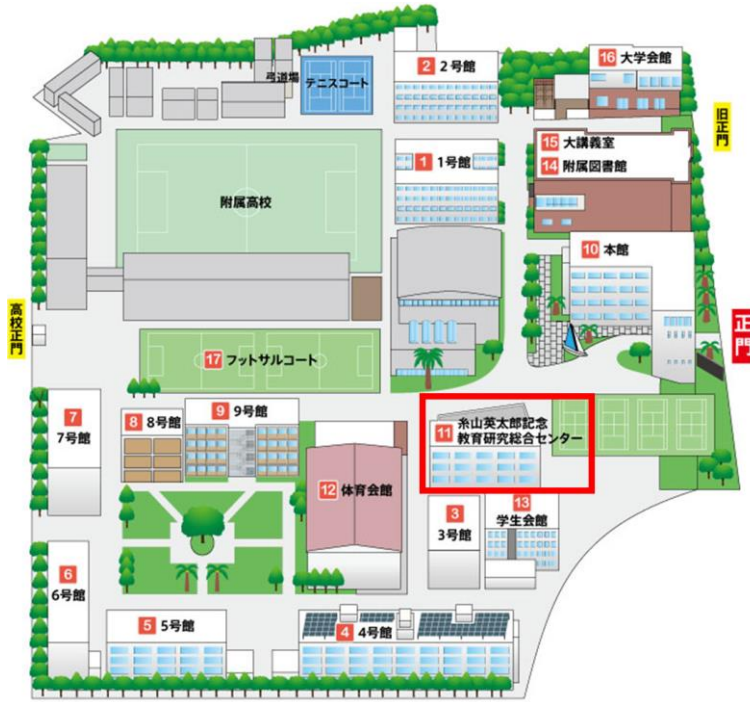 16 大学会館
2 2号館
弓道場
テニスコート
旧正門
15 大講義室
1 1号館
14 附属図書館
附属高校
10 本館
高校正門
正門
17 フットサルコート
7
7号館
8 8号館
9 9号館
11 糸山英太郎記念
教育研究総合センター
12 体育会館
3
3号館
13
学生会館
6
6号館
5 5号館
4 4号館